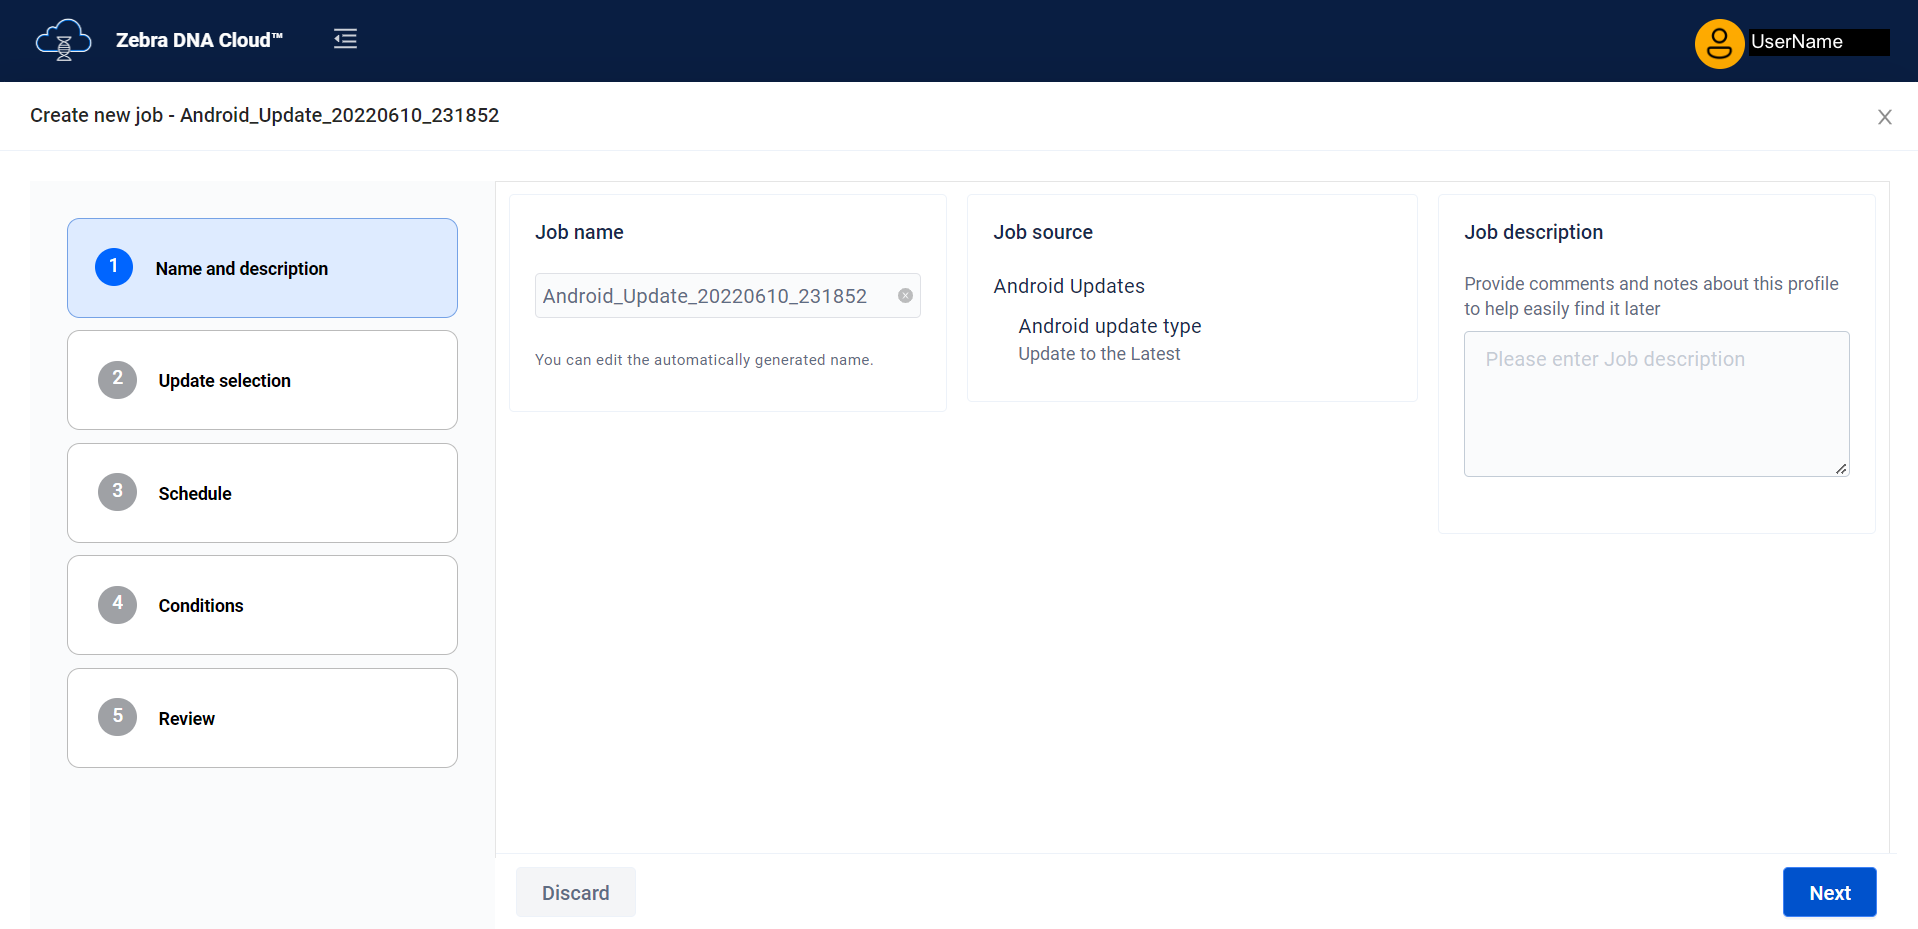 Zebra DNA Cloud™
UserName
Create new job - Android_Update_20220610_231852
1
Name and description
2
Update selection
3
Schedule
4
Conditions
5
Review
Job name
Android_Update_20220610_231852
You can edit the automatically generated name.
Job source
Android Updates
Android update type
Update to the Latest
Job description
Provide comments and notes about this profile
to help easily find it later
Please enter Job description
Discard
Next